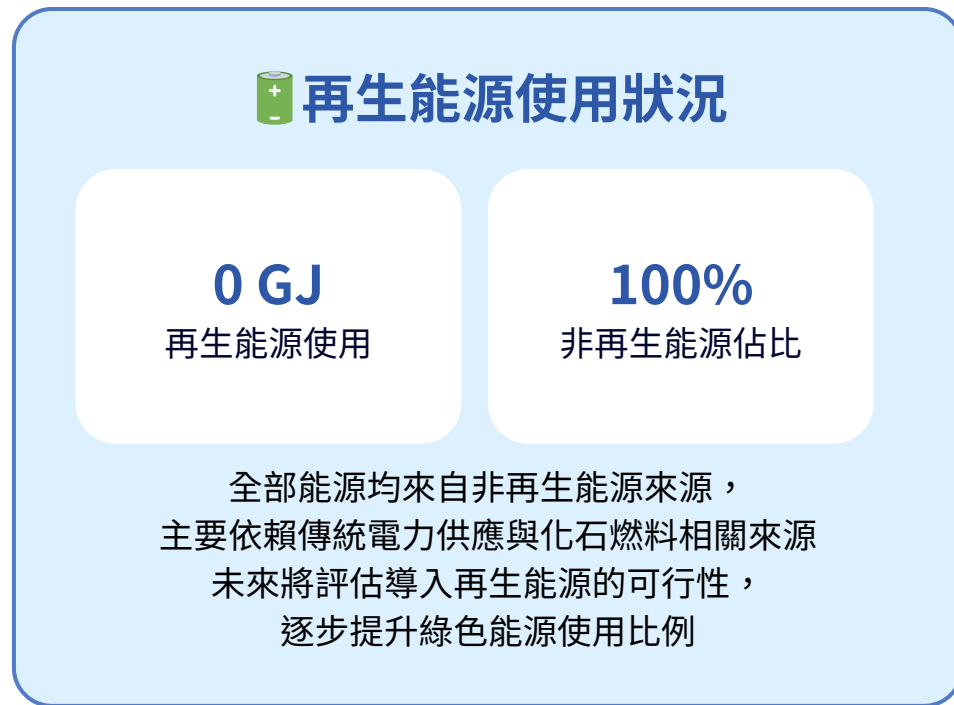 再生能源使用狀況
0 GJ
再生能源使用
100%
非再生能源佔比
全部能源均來自非再生能源來源，
主要依賴傳統電力供應與化石燃料相關來源
未來將評估導入再生能源的可行性，
逐步提升綠色能源使用比例